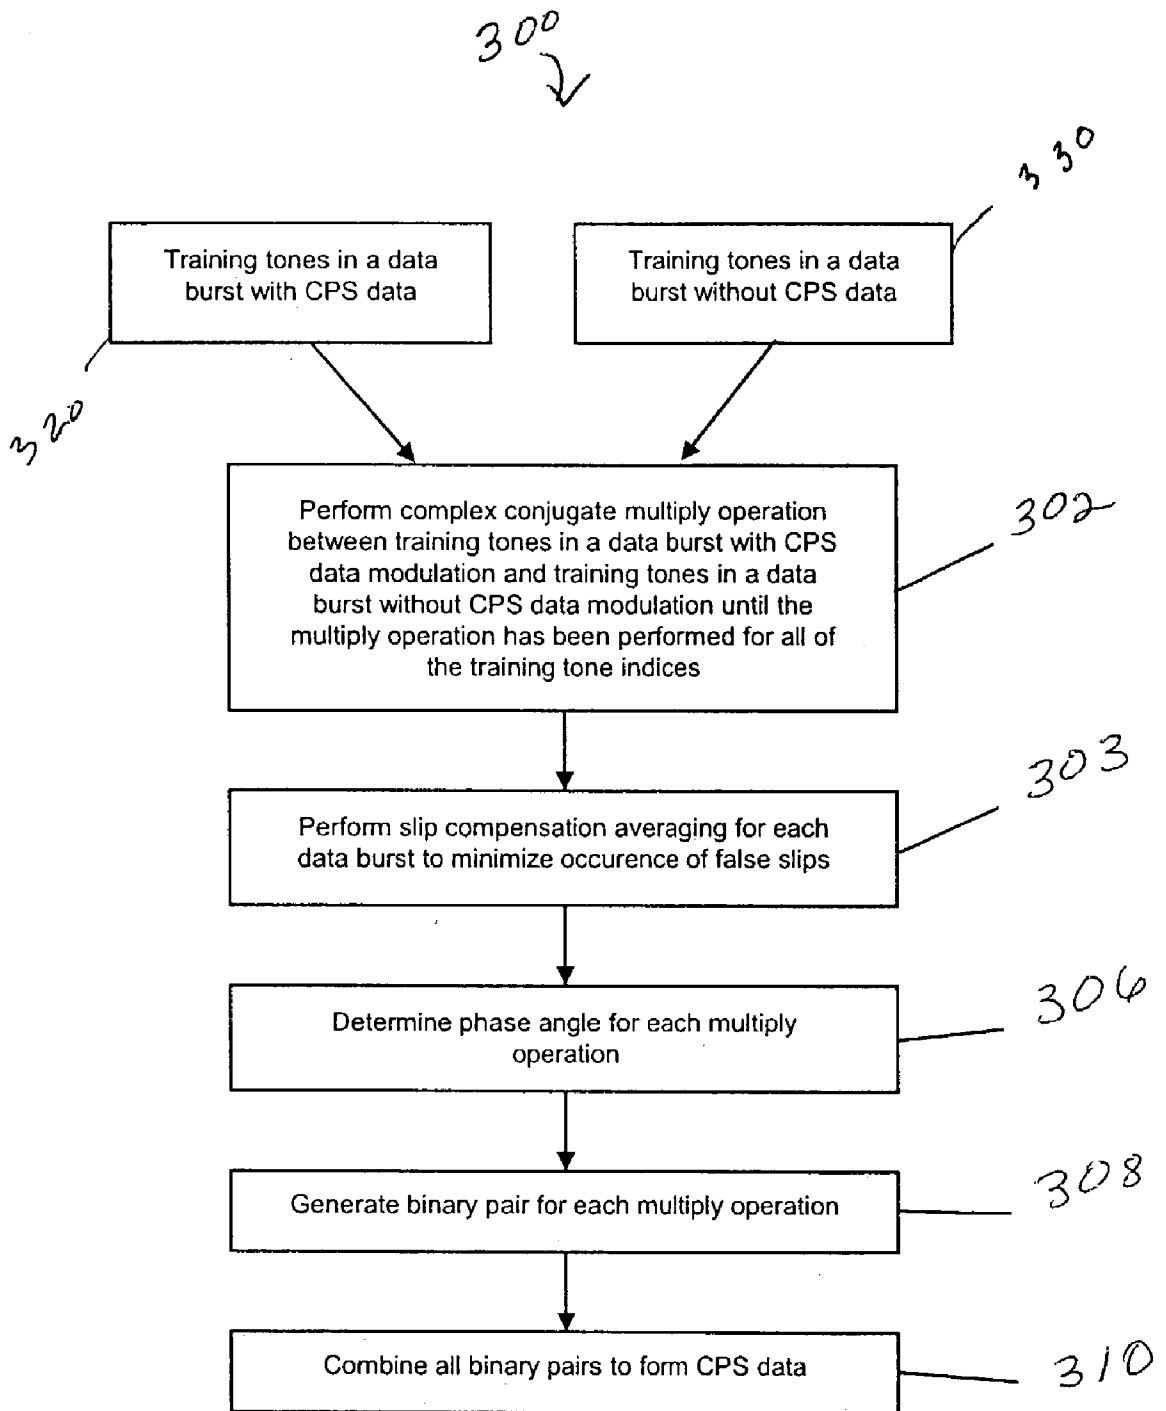 300
330
Training tones in a data
burst with CPS data
Training tones in a data
burst without CPS data
320
Perform complex conjugate multiply operation
between training tones in a data burst with CPS
data modulation and training tones in a data
burst without CPS data modulation until the
multiply operation has been performed for all of
the training tone indices
302
Perform slip compensation averaging for each
data burst to minimize occurence of false slips
303
Determine phase angle for each multiply
operation
306
Generate binary pair for each multiply operation
308
Combine all binary pairs to form CPS data
310